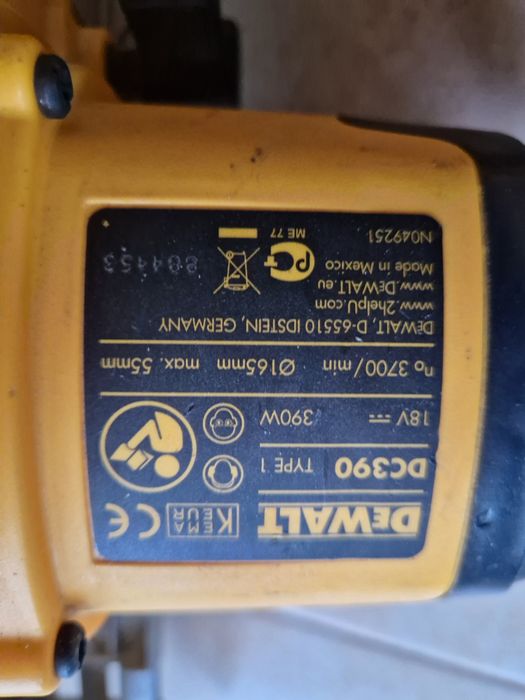 DEWALT
KEMA
EUR
CE
DC390 TYPE 1
18V 390W
n₀ 3700/min Ø165mm max. 55mm
DEWALT, D-65510 IDSTEIN, GERMANY
www.2helpU.com
www.DEWALT.eu
Made in Mexico
N049251
ME 77